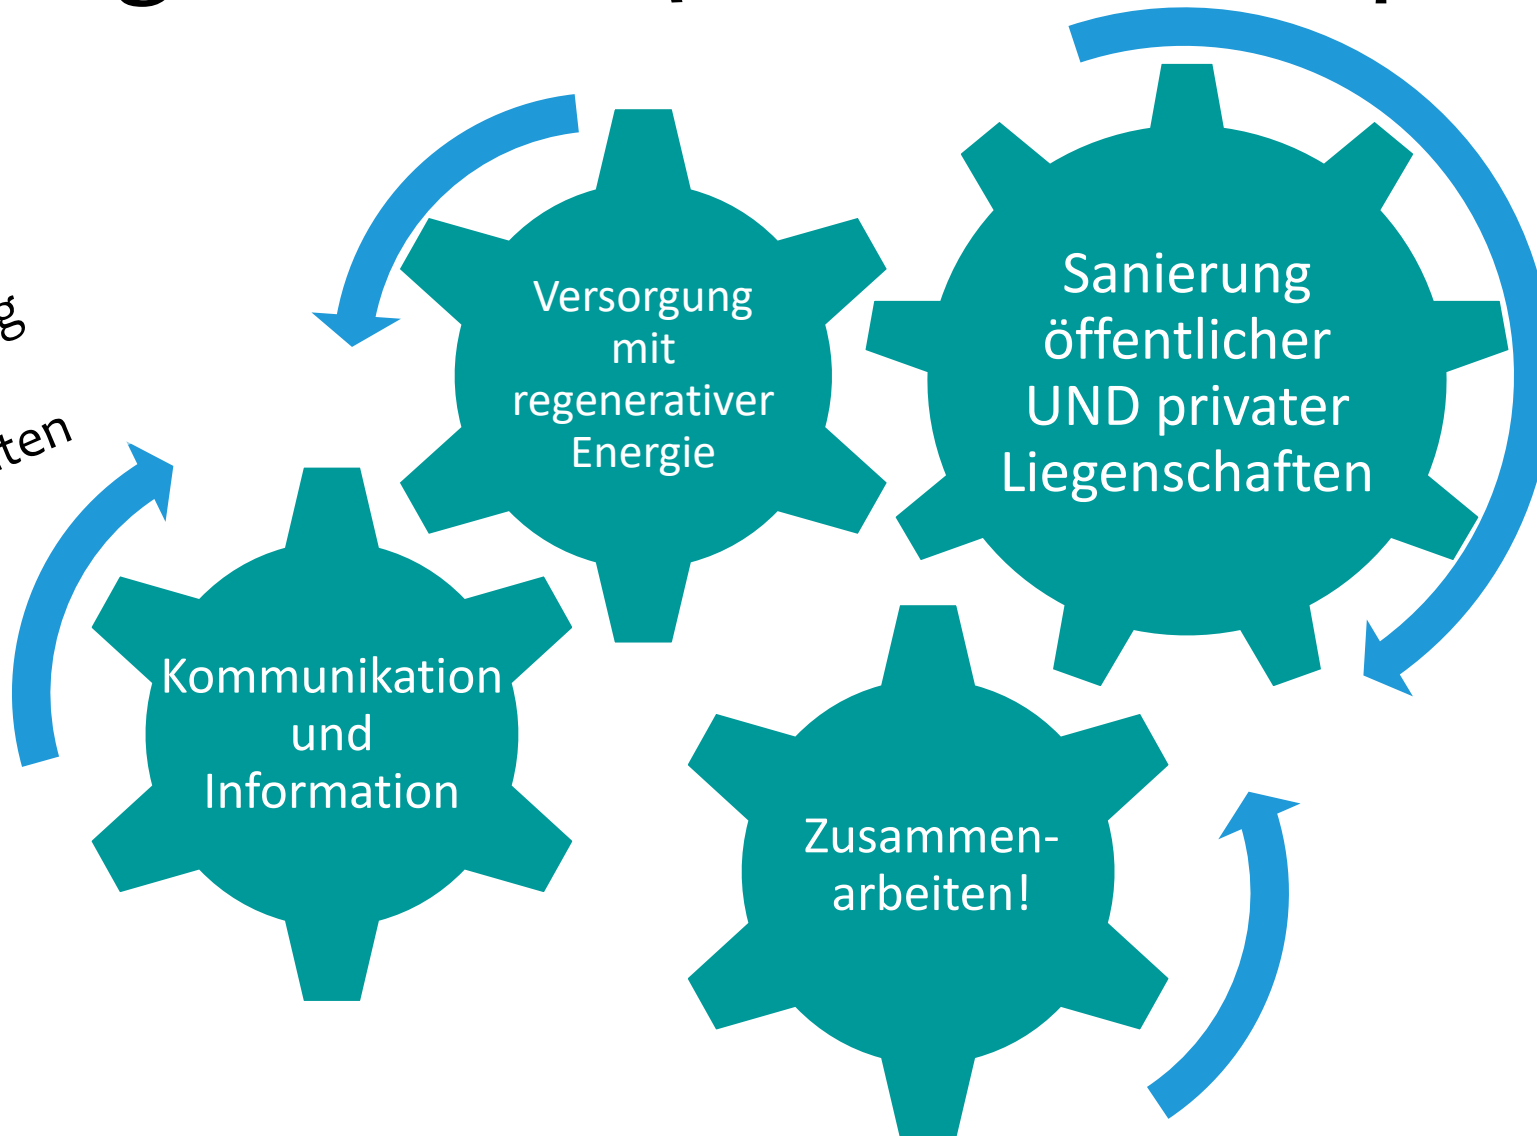 Versorgung
mit
regenerativer
Energie
Sanierung
öffentlicher
UND privater
Liegenschaften
Kommunikation
und
Information
Zusammen-
arbeiten!